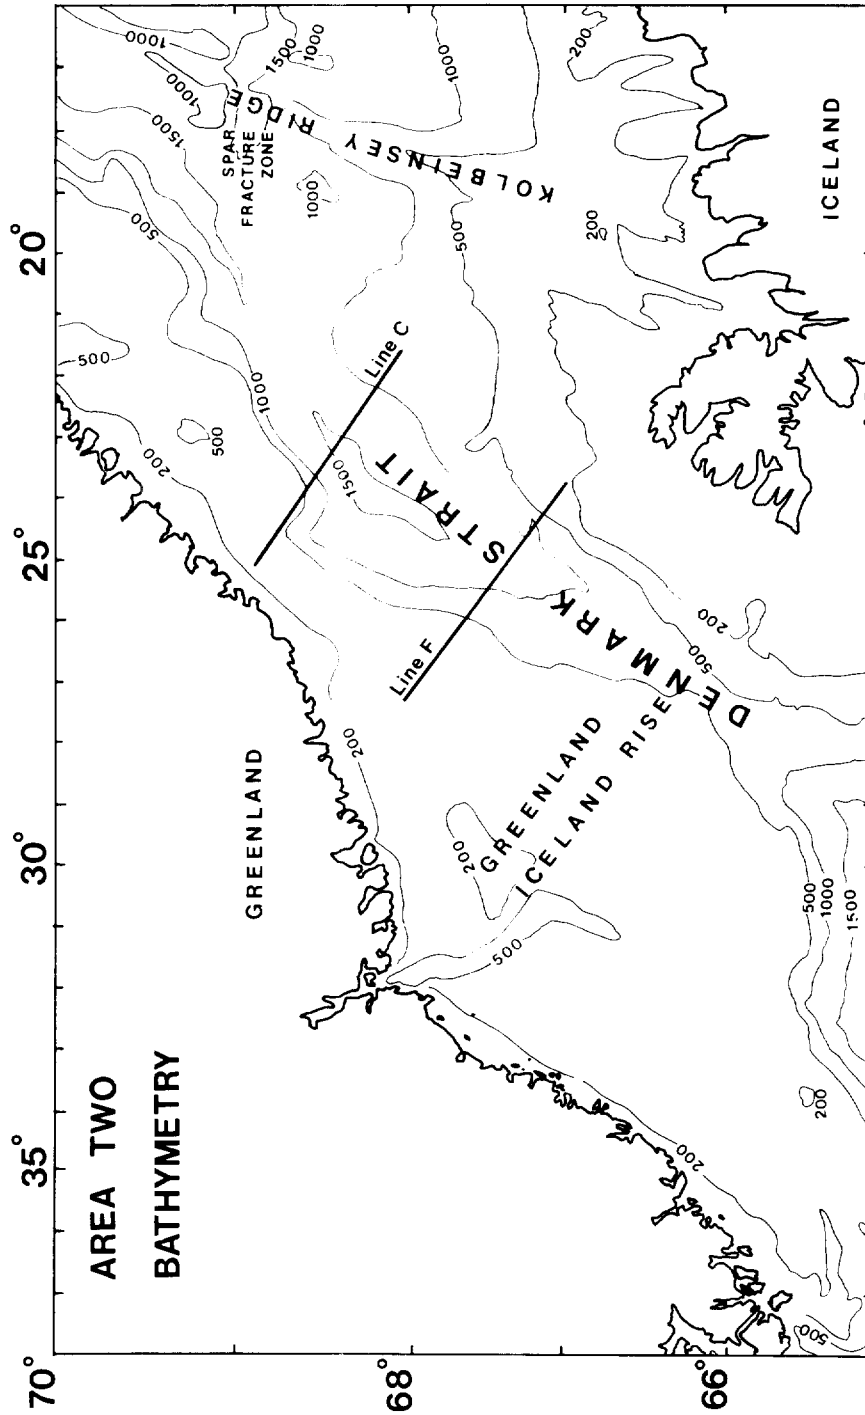 AREA TWO
BATHYMETRY
35°
30°
25°
20°
70°
68°
66°
GREENLAND
ICELAND
DENMARK STRAIT
GREENLAND
ICELAND RISE
KOLBEINSEY RIDGE
SPAR
FRACTURE
ZONE
Line C
Line F
200
500
200
200
500
200
500
1000
1500
200
500
200
500
500
1000
1500
500
1000
1500
1000
1000
1500
1000
1000
1000
500
200
200